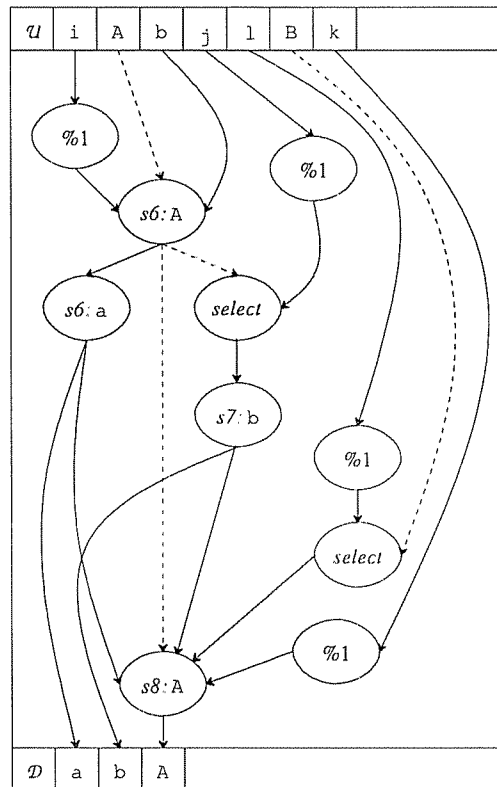 𝒰 i A b j l B k
%1
%1
s6:A
s6:a
select
s7:b
%1
select
%1
s8:A
𝒟 a b A